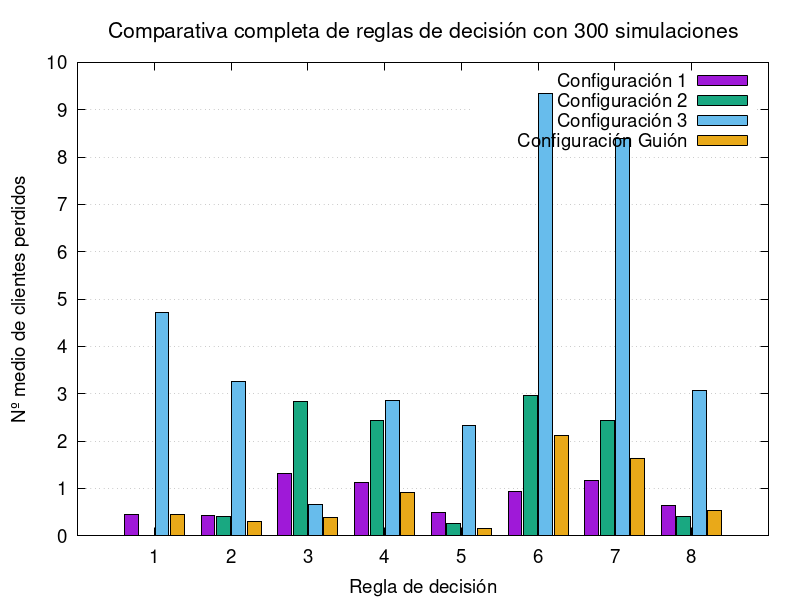 Comparativa completa de reglas de decisión con 300 simulaciones
Nº medio de clientes perdidos
10
9
8
7
6
5
4
3
2
1
0
Configuración 1
Configuración 2
Configuración 3
Configuración Guión
1 2 3 4 5 6 7 8
Regla de decisión